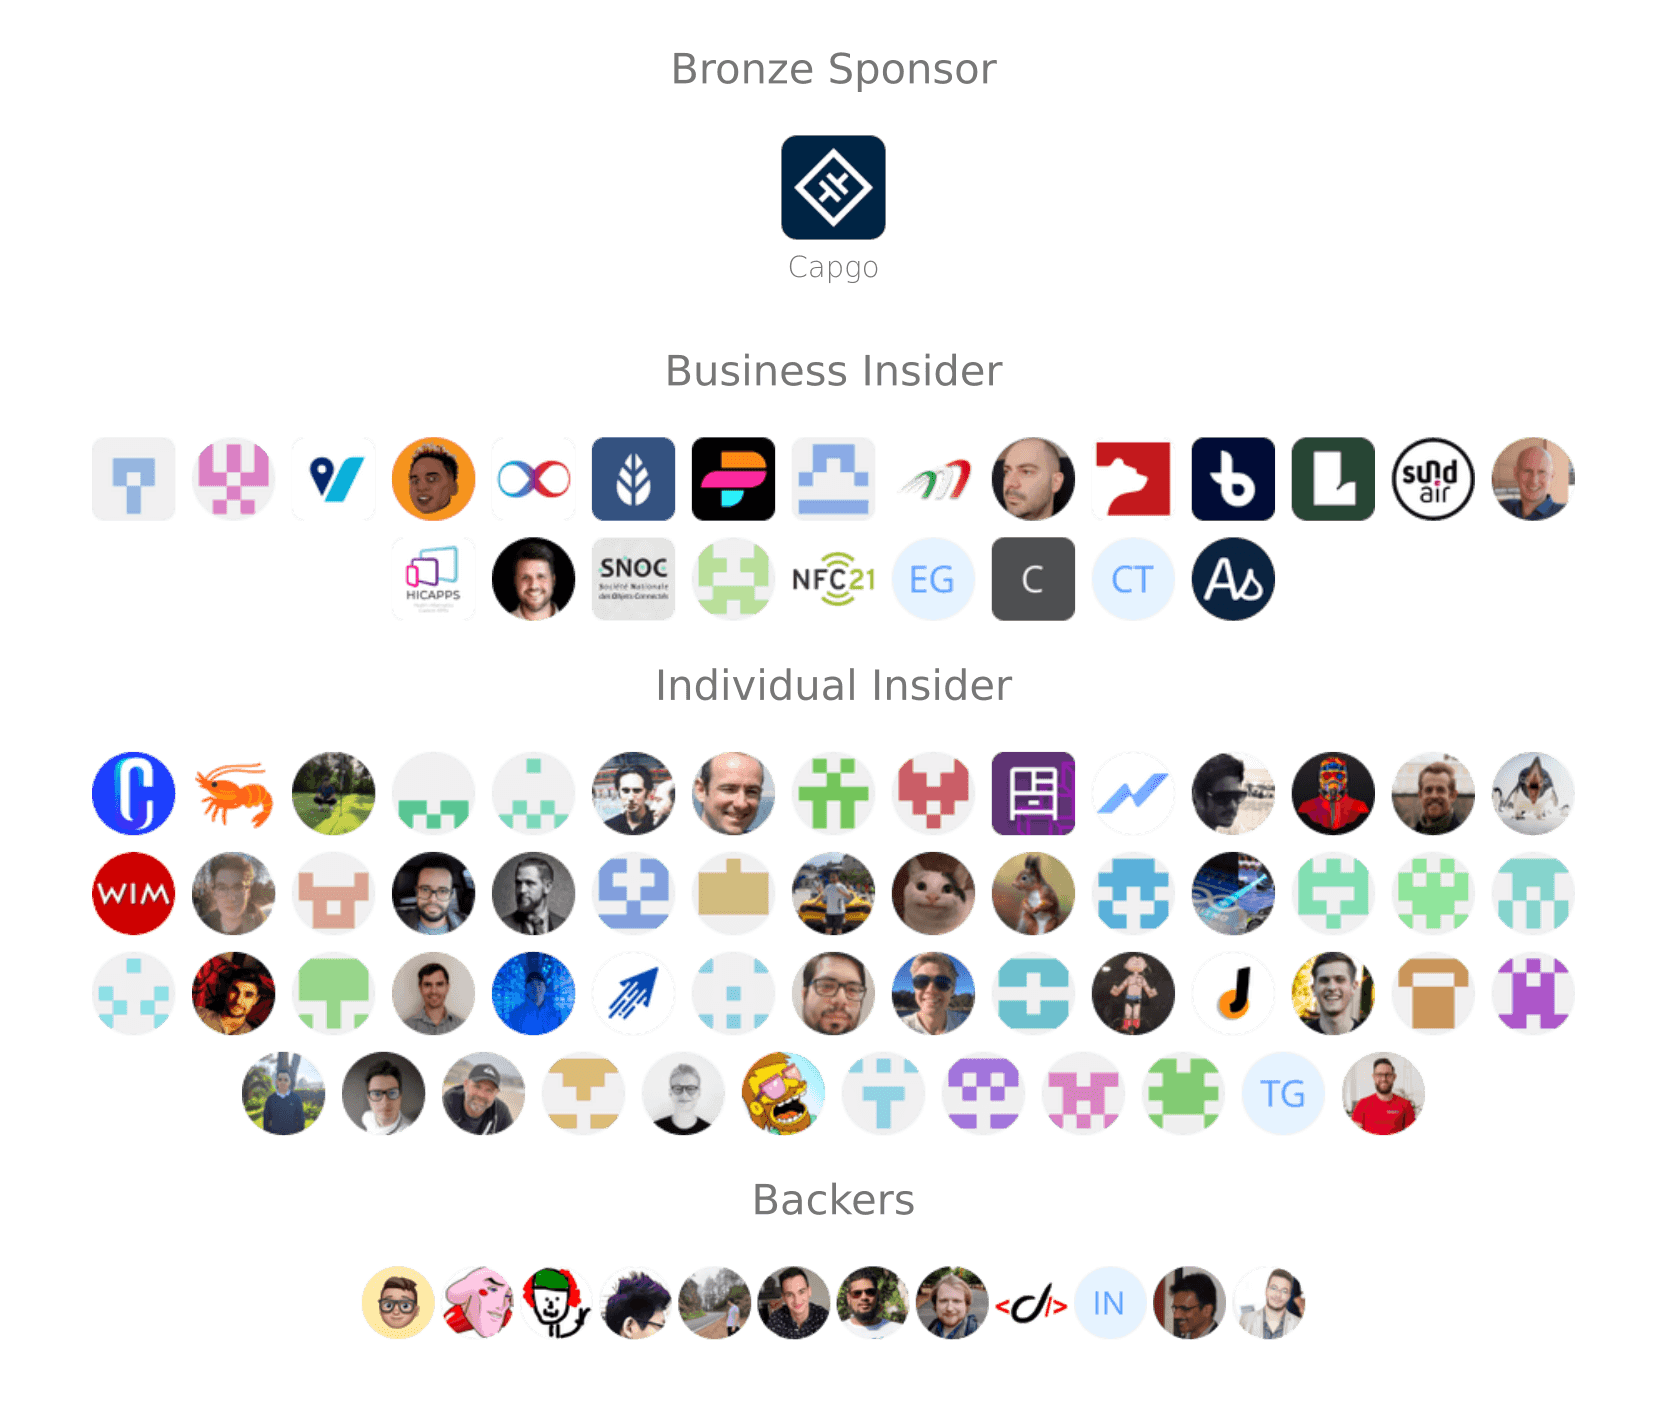 Bronze Sponsor
Capgo
Business Insider
sund
air
HICAPPS
SNOC
Société Nationale
des Objets Connectés
NFC21
EG
C
CT
As
Individual Insider
WIM
TG
Backers
IN